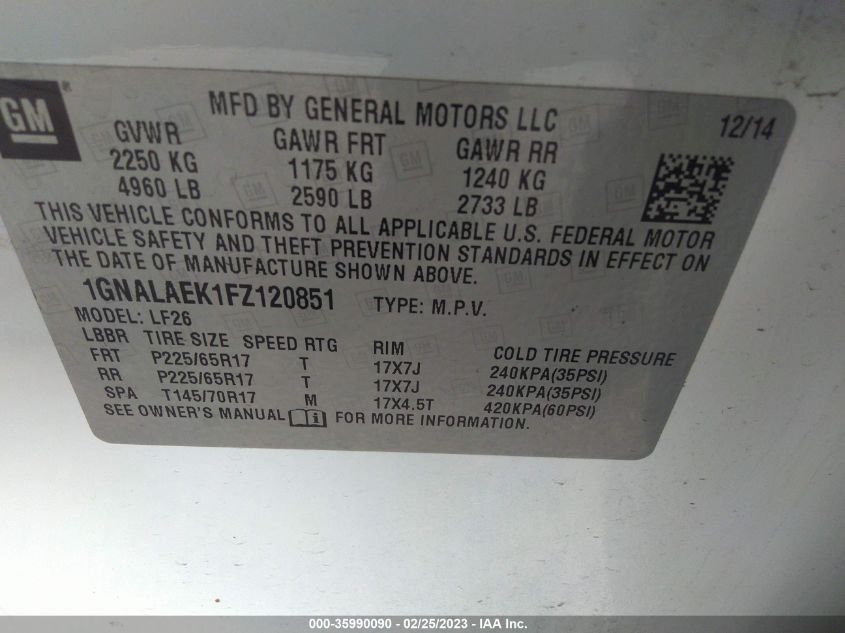 GM ®
MFD BY GENERAL MOTORS LLC
12/14
GVWR GAWR FRT GAWR RR
2250 KG 1175 KG 1240 KG
4960 LB 2590 LB 2733 LB
THIS VEHICLE CONFORMS TO ALL APPLICABLE U.S. FEDERAL MOTOR
VEHICLE SAFETY AND THEFT PREVENTION STANDARDS IN EFFECT ON
THE DATE OF MANUFACTURE SHOWN ABOVE.
1GNALAEK1FZ120851 TYPE: M.P.V.
MODEL: LF26
LBBR TIRE SIZE SPEED RTG RIM COLD TIRE PRESSURE
FRT P225/65R17 T 17X7J 240KPA(35PSI)
RR P225/65R17 T 17X7J 240KPA(35PSI)
SPA T145/70R17 M 17X4.5T 420KPA(60PSI)
SEE OWNER'S MANUAL i FOR MORE INFORMATION.
000-35990090 - 02/25/2023 - IAA Inc.